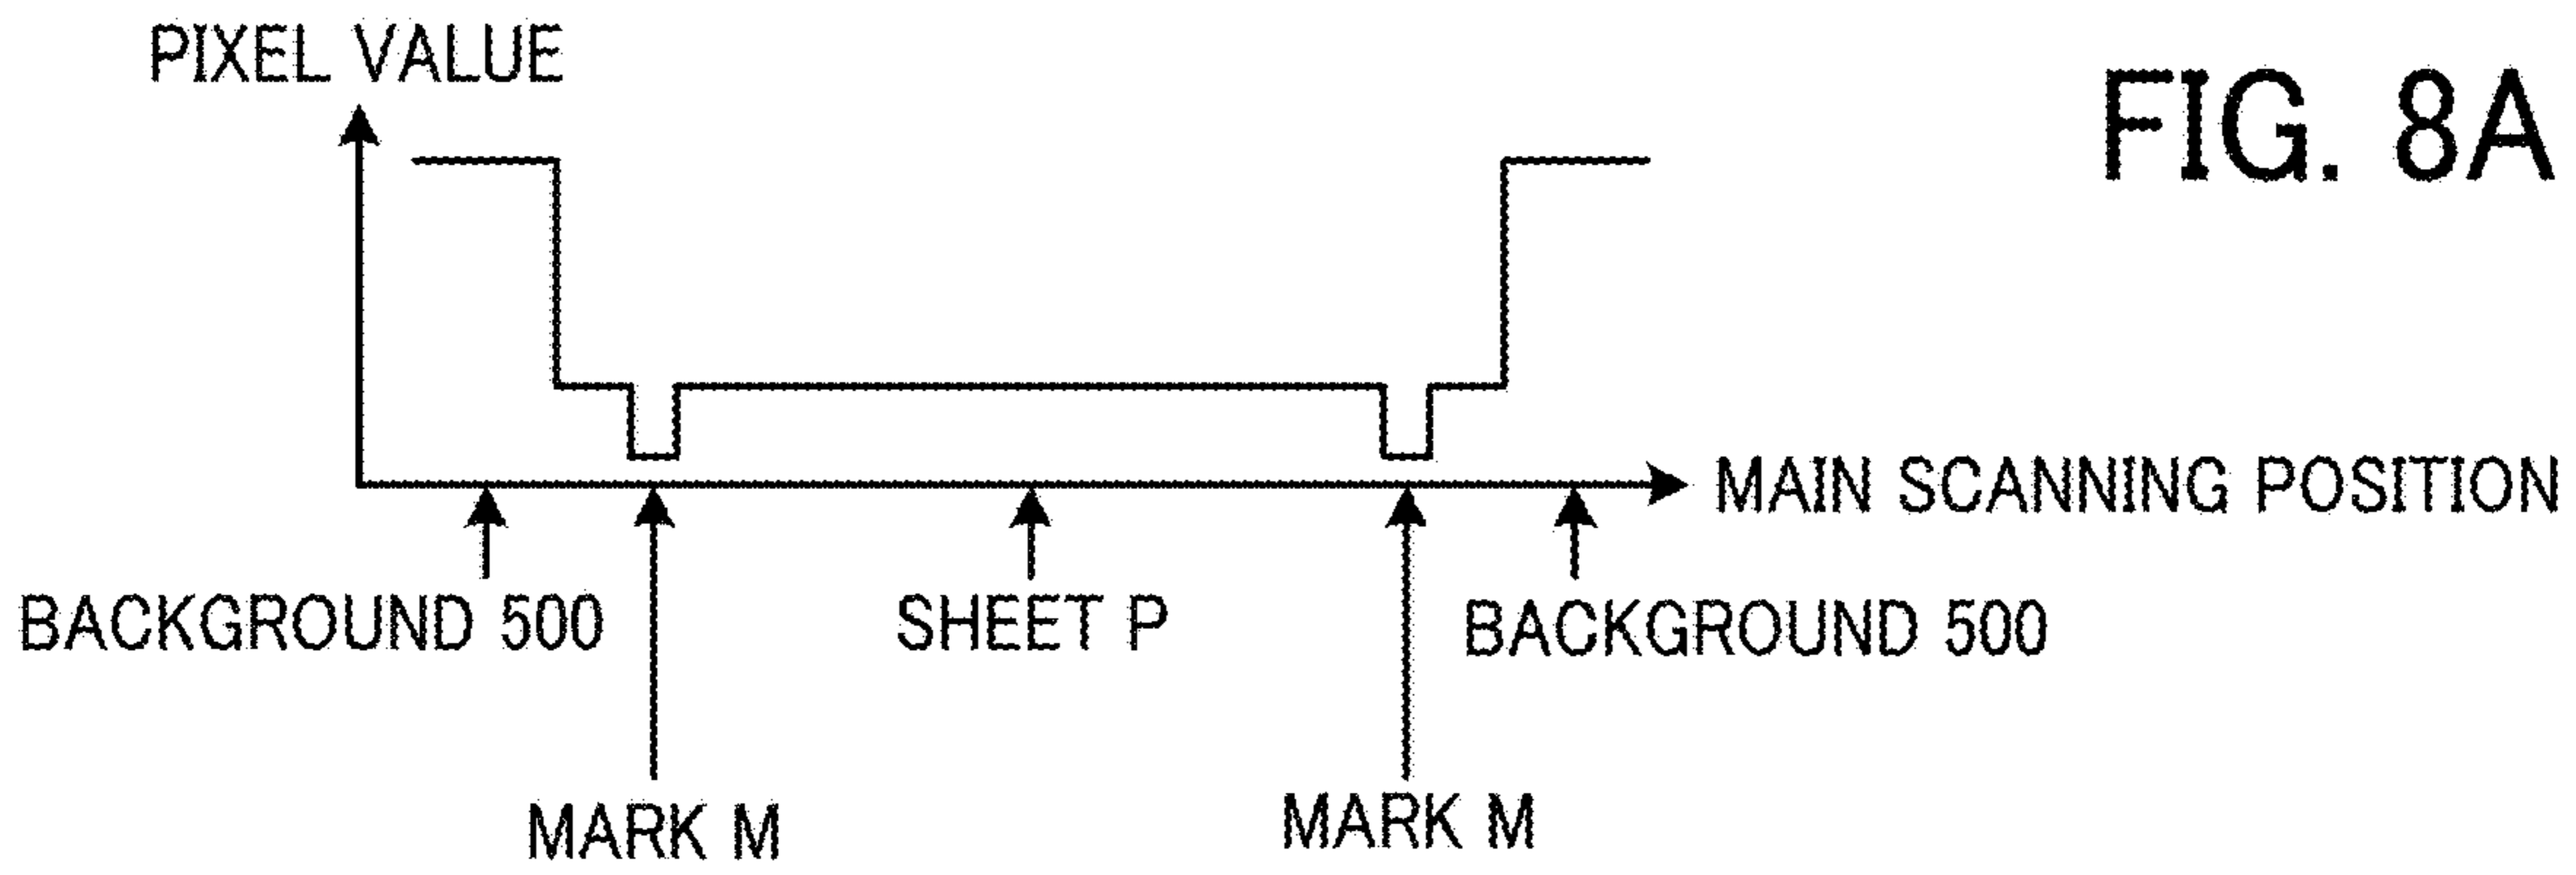 PIXEL VALUE
FIG. 8A
MAIN SCANNING POSITION
BACKGROUND 500
SHEET P
BACKGROUND 500
MARK M
MARK M